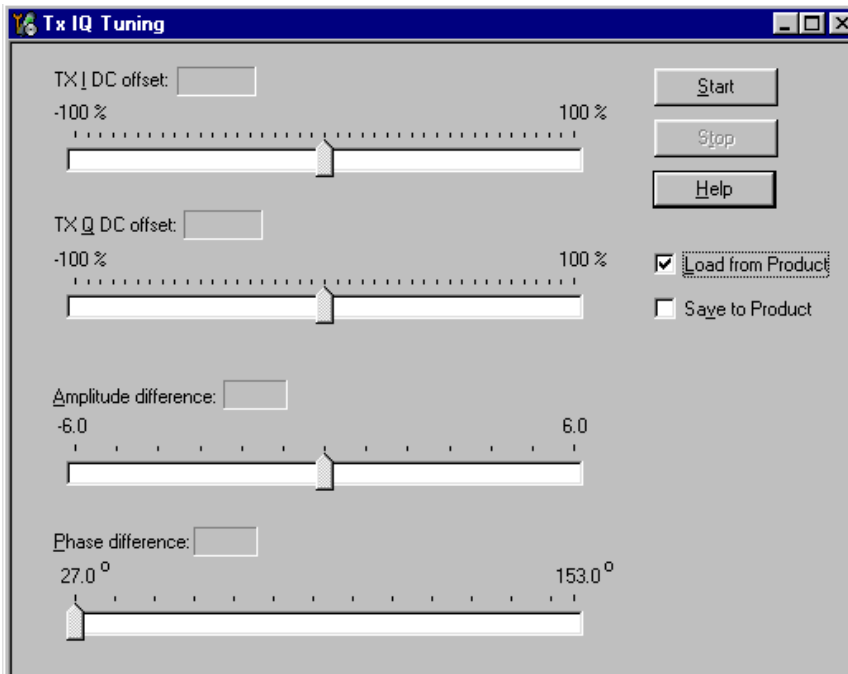 Tx IQ Tuning
TX I DC offset:
-100 % 100 %
Start
Stop
Help
TX Q DC offset:
-100 % 100 %
Load from Product
Save to Product
Amplitude difference:
-6.0 6.0
Phase difference:
27.0 º 153.0 º